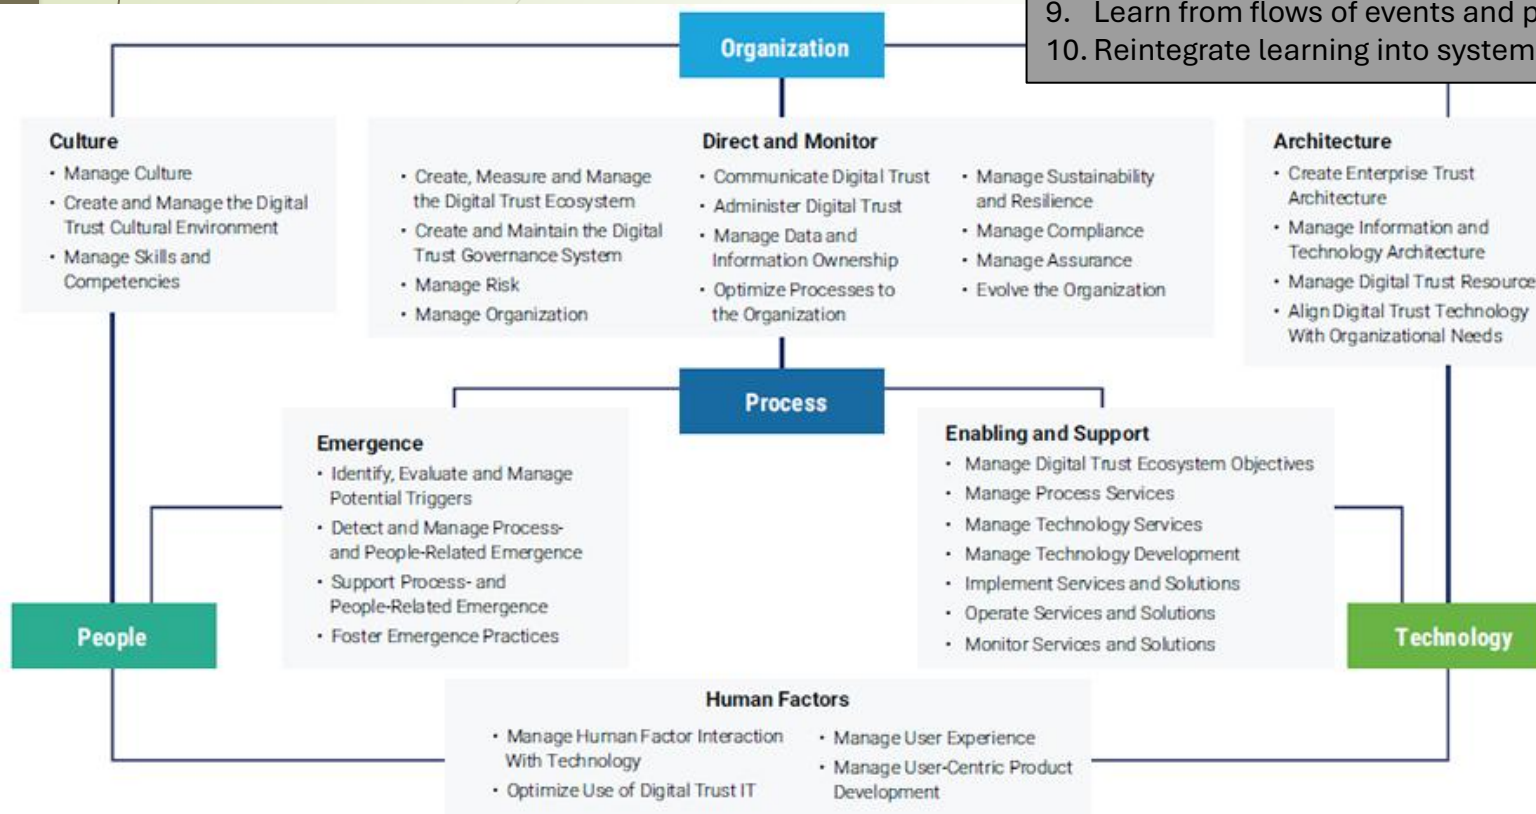 9. Learn from flows of events and
10. Reintegrate learning into system
Organization
Culture
• Manage Culture
• Create and Manage the Digital
Trust Cultural Environment
• Manage Skills and
Competencies
Direct and Monitor
• Create, Measure and Manage
the Digital Trust Ecosystem
• Create and Maintain the Digital
Trust Governance System
• Manage Risk
• Manage Organization
• Communicate Digital Trust
• Administer Digital Trust
• Manage Data and
Information Ownership
• Optimize Processes to
the Organization
• Manage Sustainability
and Resilience
• Manage Compliance
• Manage Assurance
• Evolve the Organization
Architecture
• Create Enterprise Trust
Architecture
• Manage Information and
Technology Architecture
• Manage Digital Trust Resource
• Align Digital Trust Technology
With Organizational Needs
Process
Emergence
• Identify, Evaluate and Manage
Potential Triggers
• Detect and Manage Process-
and People-Related Emergence
• Support Process- and
People-Related Emergence
• Foster Emergence Practices
Enabling and Support
• Manage Digital Trust Ecosystem Objectives
• Manage Process Services
• Manage Technology Services
• Manage Technology Development
• Implement Services and Solutions
• Operate Services and Solutions
• Monitor Services and Solutions
People
Technology
Human Factors
• Manage Human Factor Interaction
With Technology
• Optimize Use of Digital Trust IT
• Manage User Experience
• Manage User-Centric Product
Development